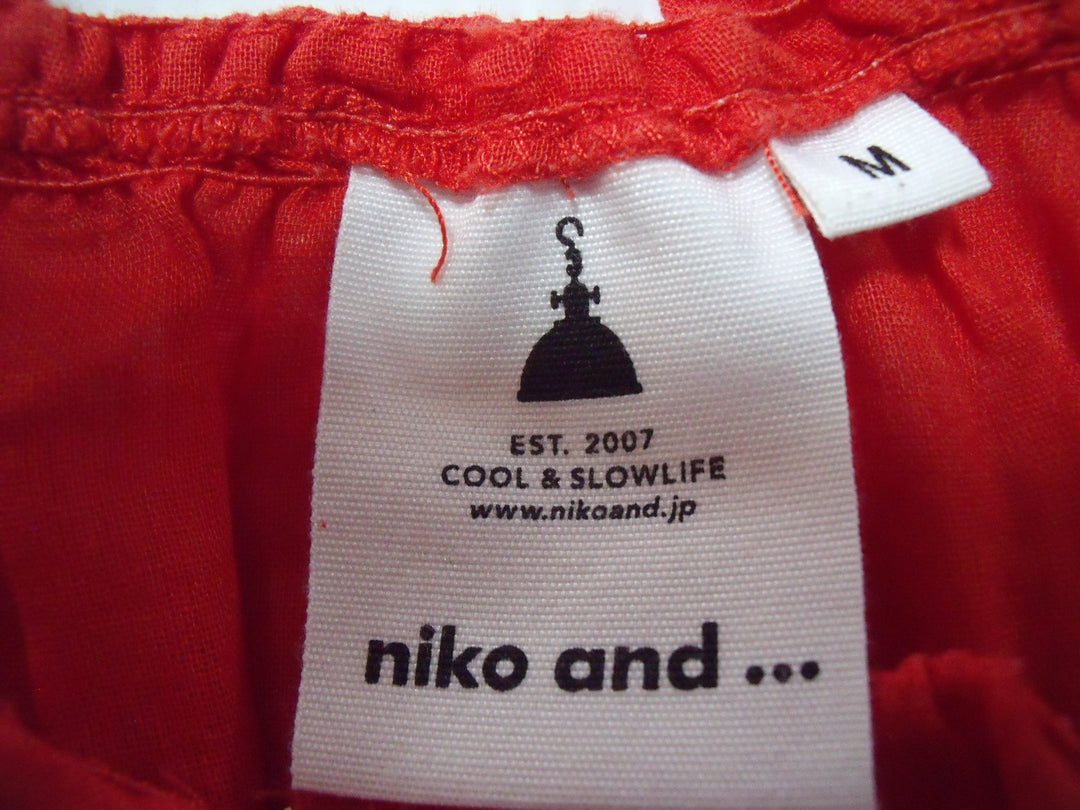 M
EST. 2007
COOL & SLOWLIFE
www.nikoand.jp
niko and ...